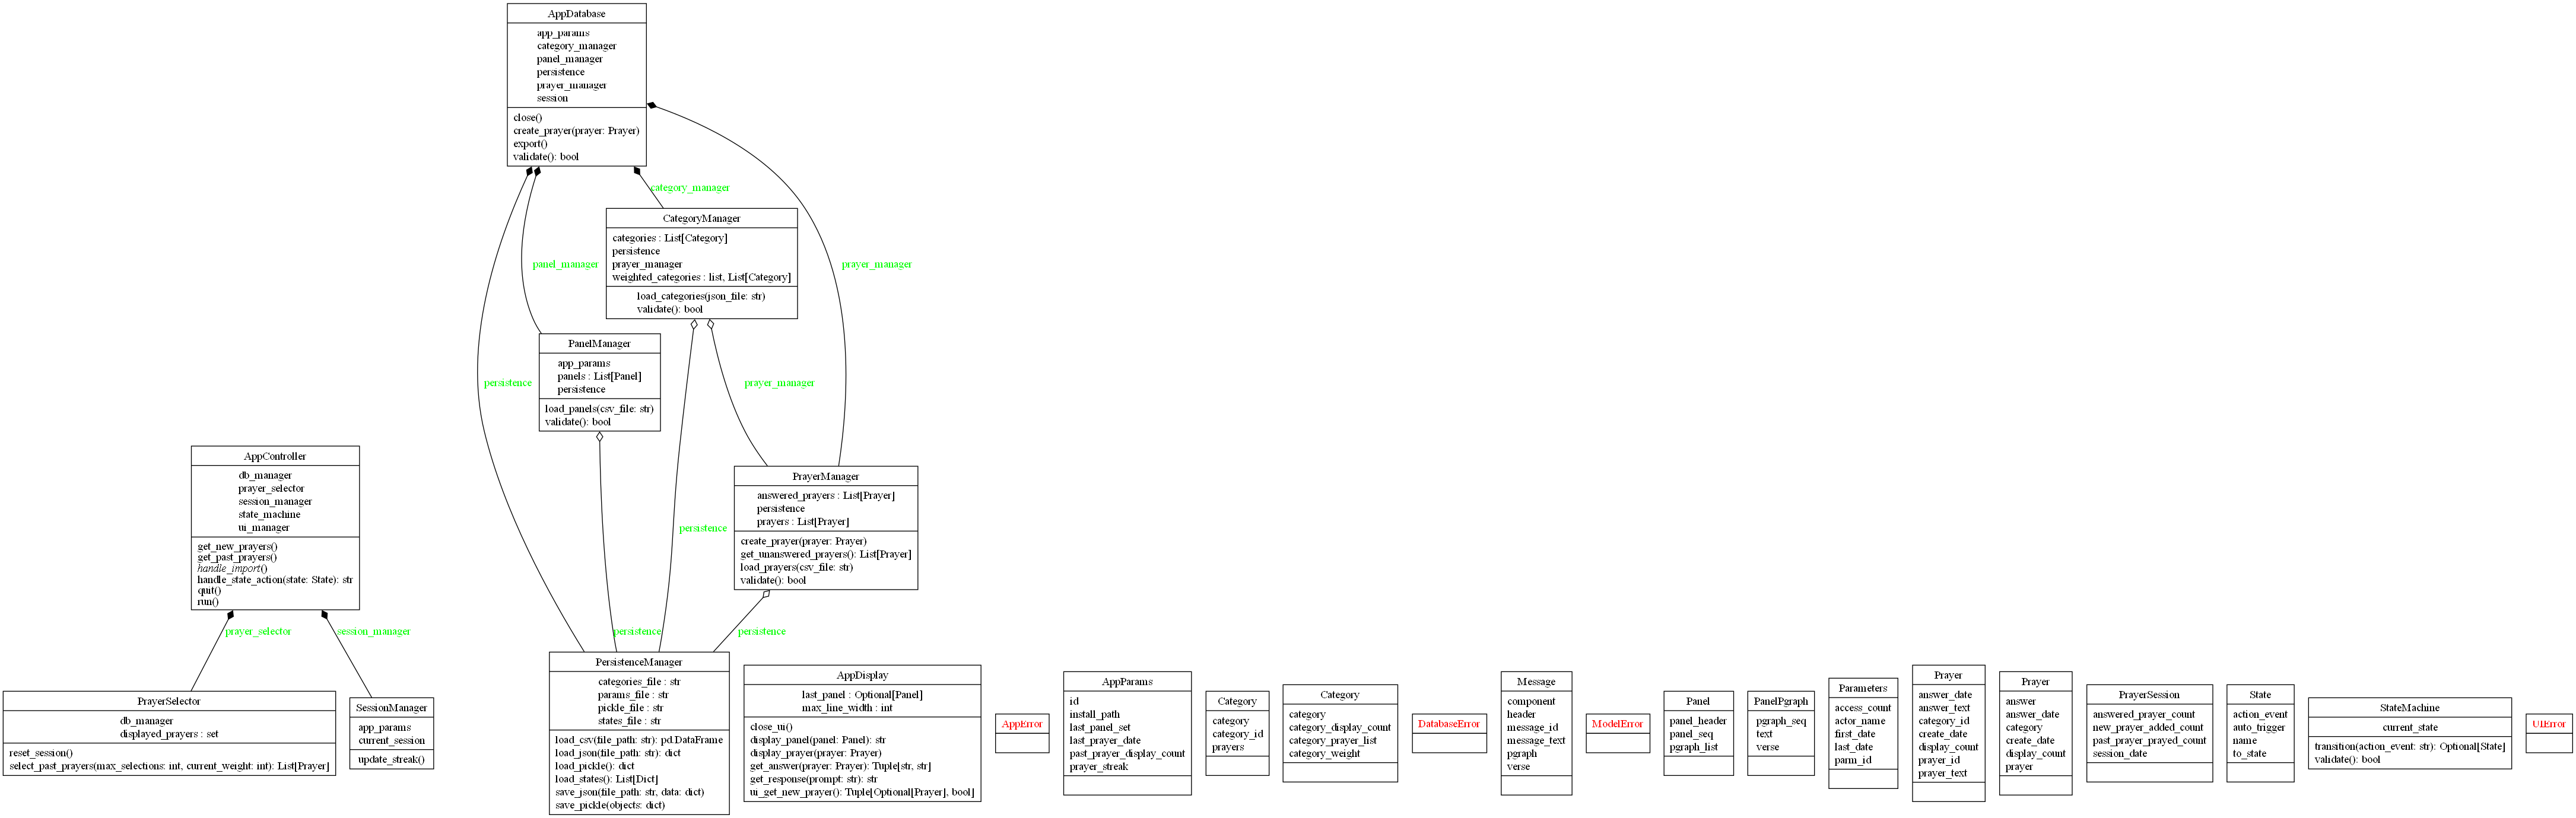 AppDatabase
app_params
category_manager
panel_manager
persistence
prayer_manager
session
close()
create_prayer(prayer: Prayer)
export()
validate(): bool
category_manager
CategoryManager
categories : List[Category]
persistence
prayer_manager
weighted_categories : list, List[Category]
load_categories(json_file: str)
validate(): bool
panel_manager
prayer_manager
PanelManager
app_params
panels : List[Panel]
persistence
load_panels(csv_file: str)
validate(): bool
persistence
prayer_manager
AppController
db_manager
prayer_selector
session_manager
state_machine
ui_manager
get_new_prayers()
get_past_prayers()
handle_import()
handle_state_action(state: State): str
quit()
run()
PrayerManager
answered_prayers : List[Prayer]
persistence
prayers : List[Prayer]
create_prayer(prayer: Prayer)
get_unanswered_prayers(): List[Prayer]
load_prayers(csv_file: str)
validate(): bool
persistence
prayer_selector
session_manager
persistence
persistence
PrayerSelector
db_manager
displayed_prayers : set
reset_session()
select_past_prayers(max_selections: int, current_weight: int): List[Prayer]
SessionManager
app_params
current_session
update_streak()
PersistenceManager
categories_file : str
params_file : str
pickle_file : str
states_file : str
load_csv(file_path: str): pd.DataFrame
load_json(file_path: str): dict
load_pickle(): dict
load_states(): List[Dict]
save_json(file_path: str, data: dict)
save_pickle(objects: dict)
AppDisplay
last_panel : Optional[Panel]
max_line_width : int
close_ui()
display_panel(panel: Panel): str
display_prayer(prayer: Prayer)
get_answer(prayer: Prayer): Tuple[str, str]
get_response(prompt: str): str
ui_get_new_prayer(): Tuple[Optional[Prayer], bool]
AppError
AppParams
id
install_path
last_panel_set
last_prayer_date
past_prayer_display_count
prayer_streak
Category
category
category_id
prayers
Category
category
category_display_count
category_prayer_list
category_weight
DatabaseError
Message
component
header
message_id
message_text
pgraph
verse
ModelError
Panel
panel_header
panel_seq
pgraph_list
PanelPgraph
pgraph_seq
text
verse
Parameters
access_count
actor_name
first_date
last_date
parm_id
Prayer
answer_date
answer_text
category_id
create_date
display_count
prayer_id
prayer_text
Prayer
answer
answer_date
category
create_date
display_count
prayer
PrayerSession
answered_prayer_count
new_prayer_added_count
past_prayer_prayed_count
session_date
State
action_event
auto_trigger
name
to_state
StateMachine
current_state
transition(action_event: str): Optional[State]
validate(): bool
UIError